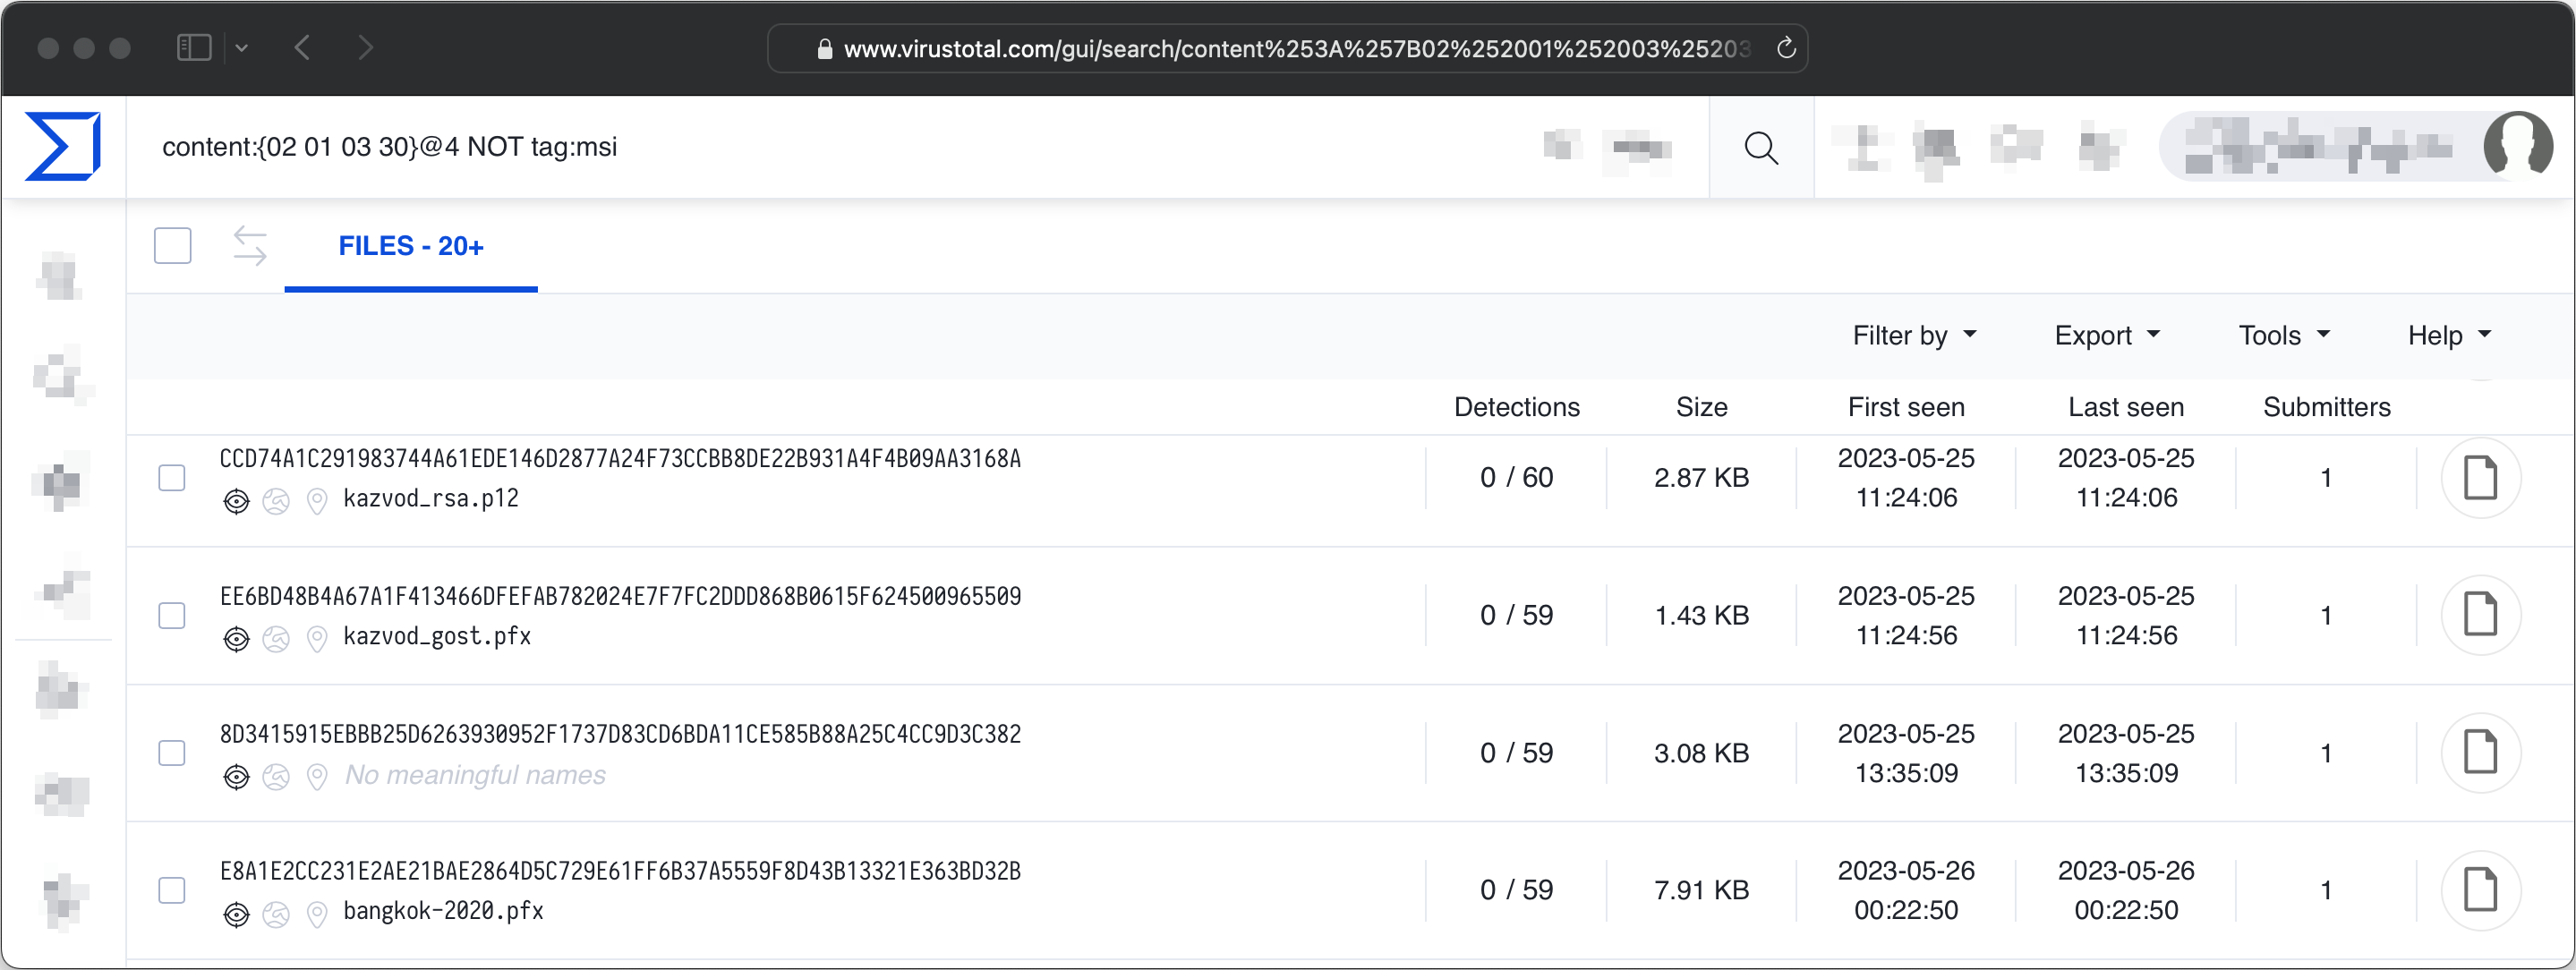 www.virustotal.com/gui/search/content%253A%257B02%252001%252003%25203
content:{02 01 03 30}@4 NOT tag:msi
FILES - 20+
Filter by Export Tools Help
Detections Size First seen Last seen Submitters
CCD74A1C291983744A61EDE146D2877A24F73CCBB8DE22B931A4F4B09AA3168A
kazvod_rsa.p12
0 / 60 2.87 KB 2023-05-25 11:24:06 2023-05-25 11:24:06 1
EE6BD48B4A67A1F413466DFEFAB782024E7F7FC2DDD868B0615F624500965509
kazvod_gost.pfx
0 / 59 1.43 KB 2023-05-25 11:24:56 2023-05-25 11:24:56 1
8D3415915EBBB25D6263930952F1737D83CD6BDA11CE585B88A25C4CC9D3C382
No meaningful names
0 / 59 3.08 KB 2023-05-25 13:35:09 2023-05-25 13:35:09 1
E8A1E2CC231E2AE21BAE2864D5C729E61FF6B37A5559F8D43B13321E363BD32B
bangkok-2020.pfx
0 / 59 7.91 KB 2023-05-26 00:22:50 2023-05-26 00:22:50 1